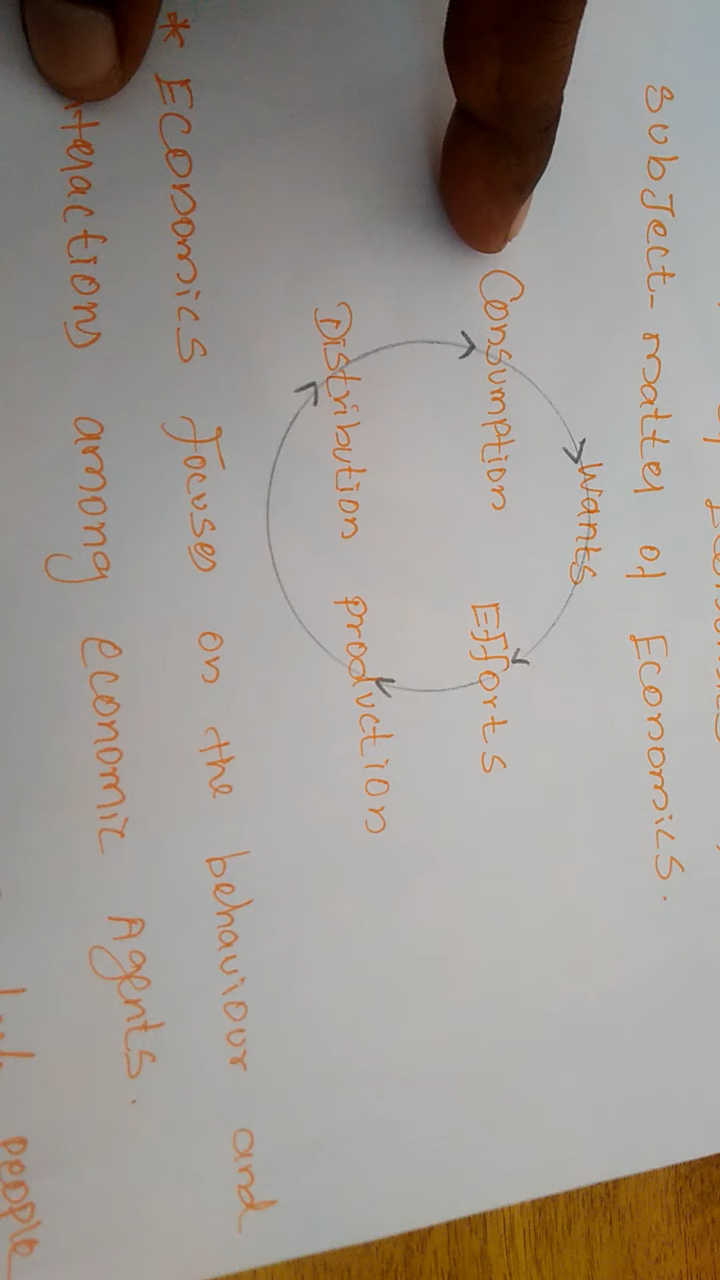 subject-matter of Economics.
Wants
Consumption
Efforts
Distribution
production
* Economics focuses on the behaviour and
interactions among economic Agents.
people